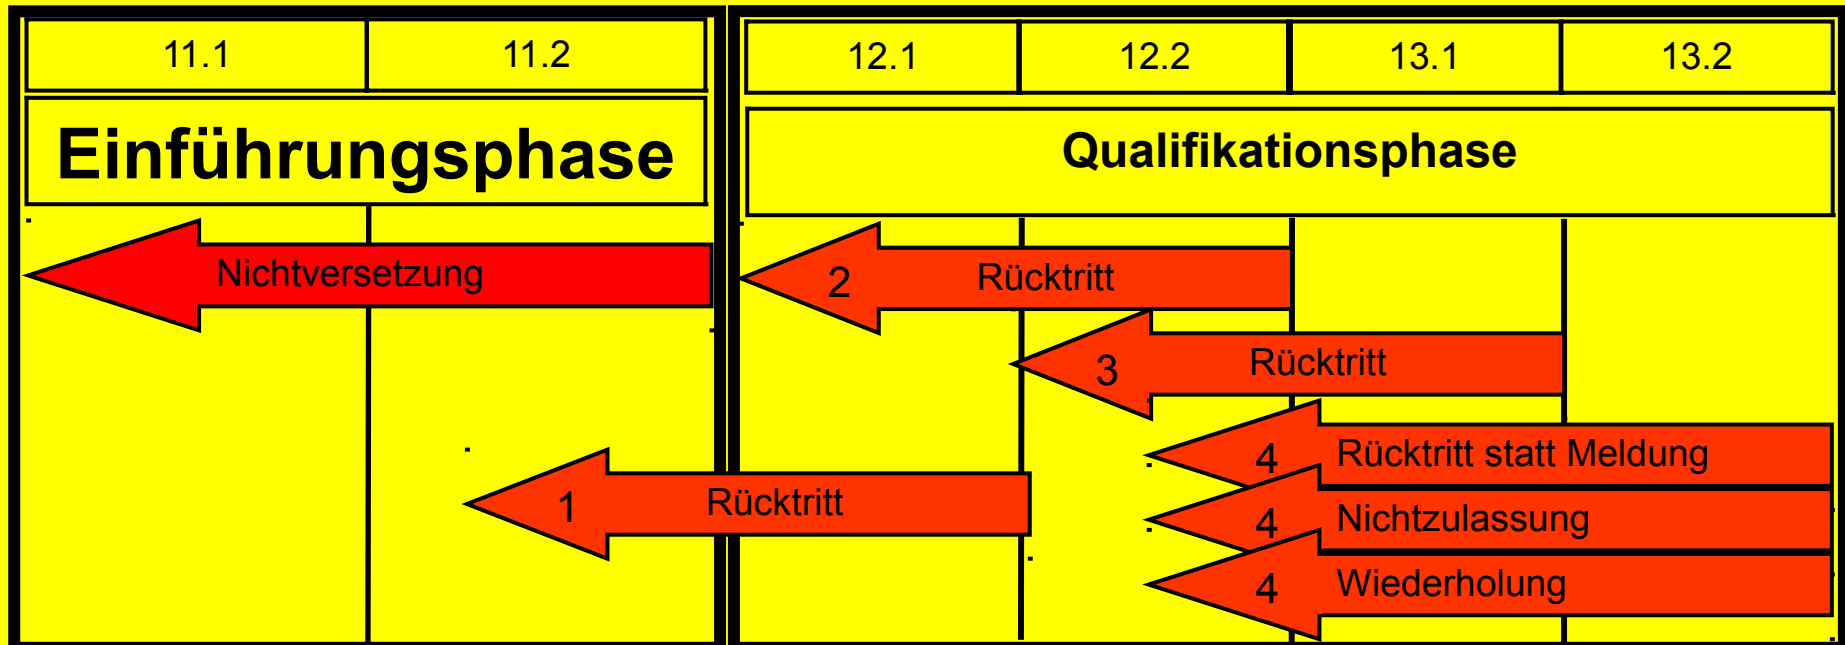 11.1
11.2
12.1
12.2
13.1
13.2
Einführungsphase
Qualifikationsphase
Nichtversetzung
2 Rücktritt
3 Rücktritt
4 Rücktritt statt Meldung
1 Rücktritt
4 Nichtzulassung
4 Wiederholung